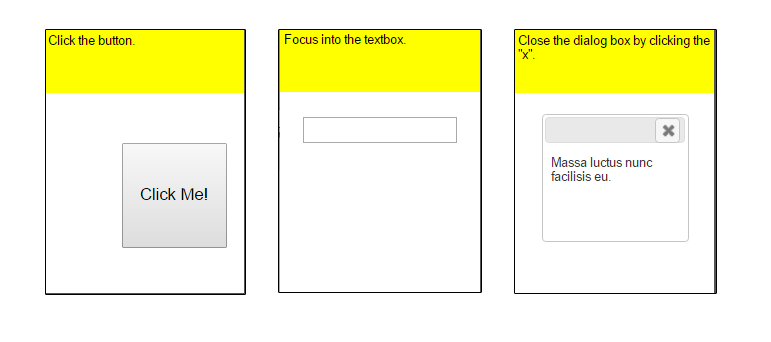 Click the button.
Click Me!
Focus into the textbox.
Close the dialog box by clicking the
"x".
Massa luctus nunc
facilisis eu.